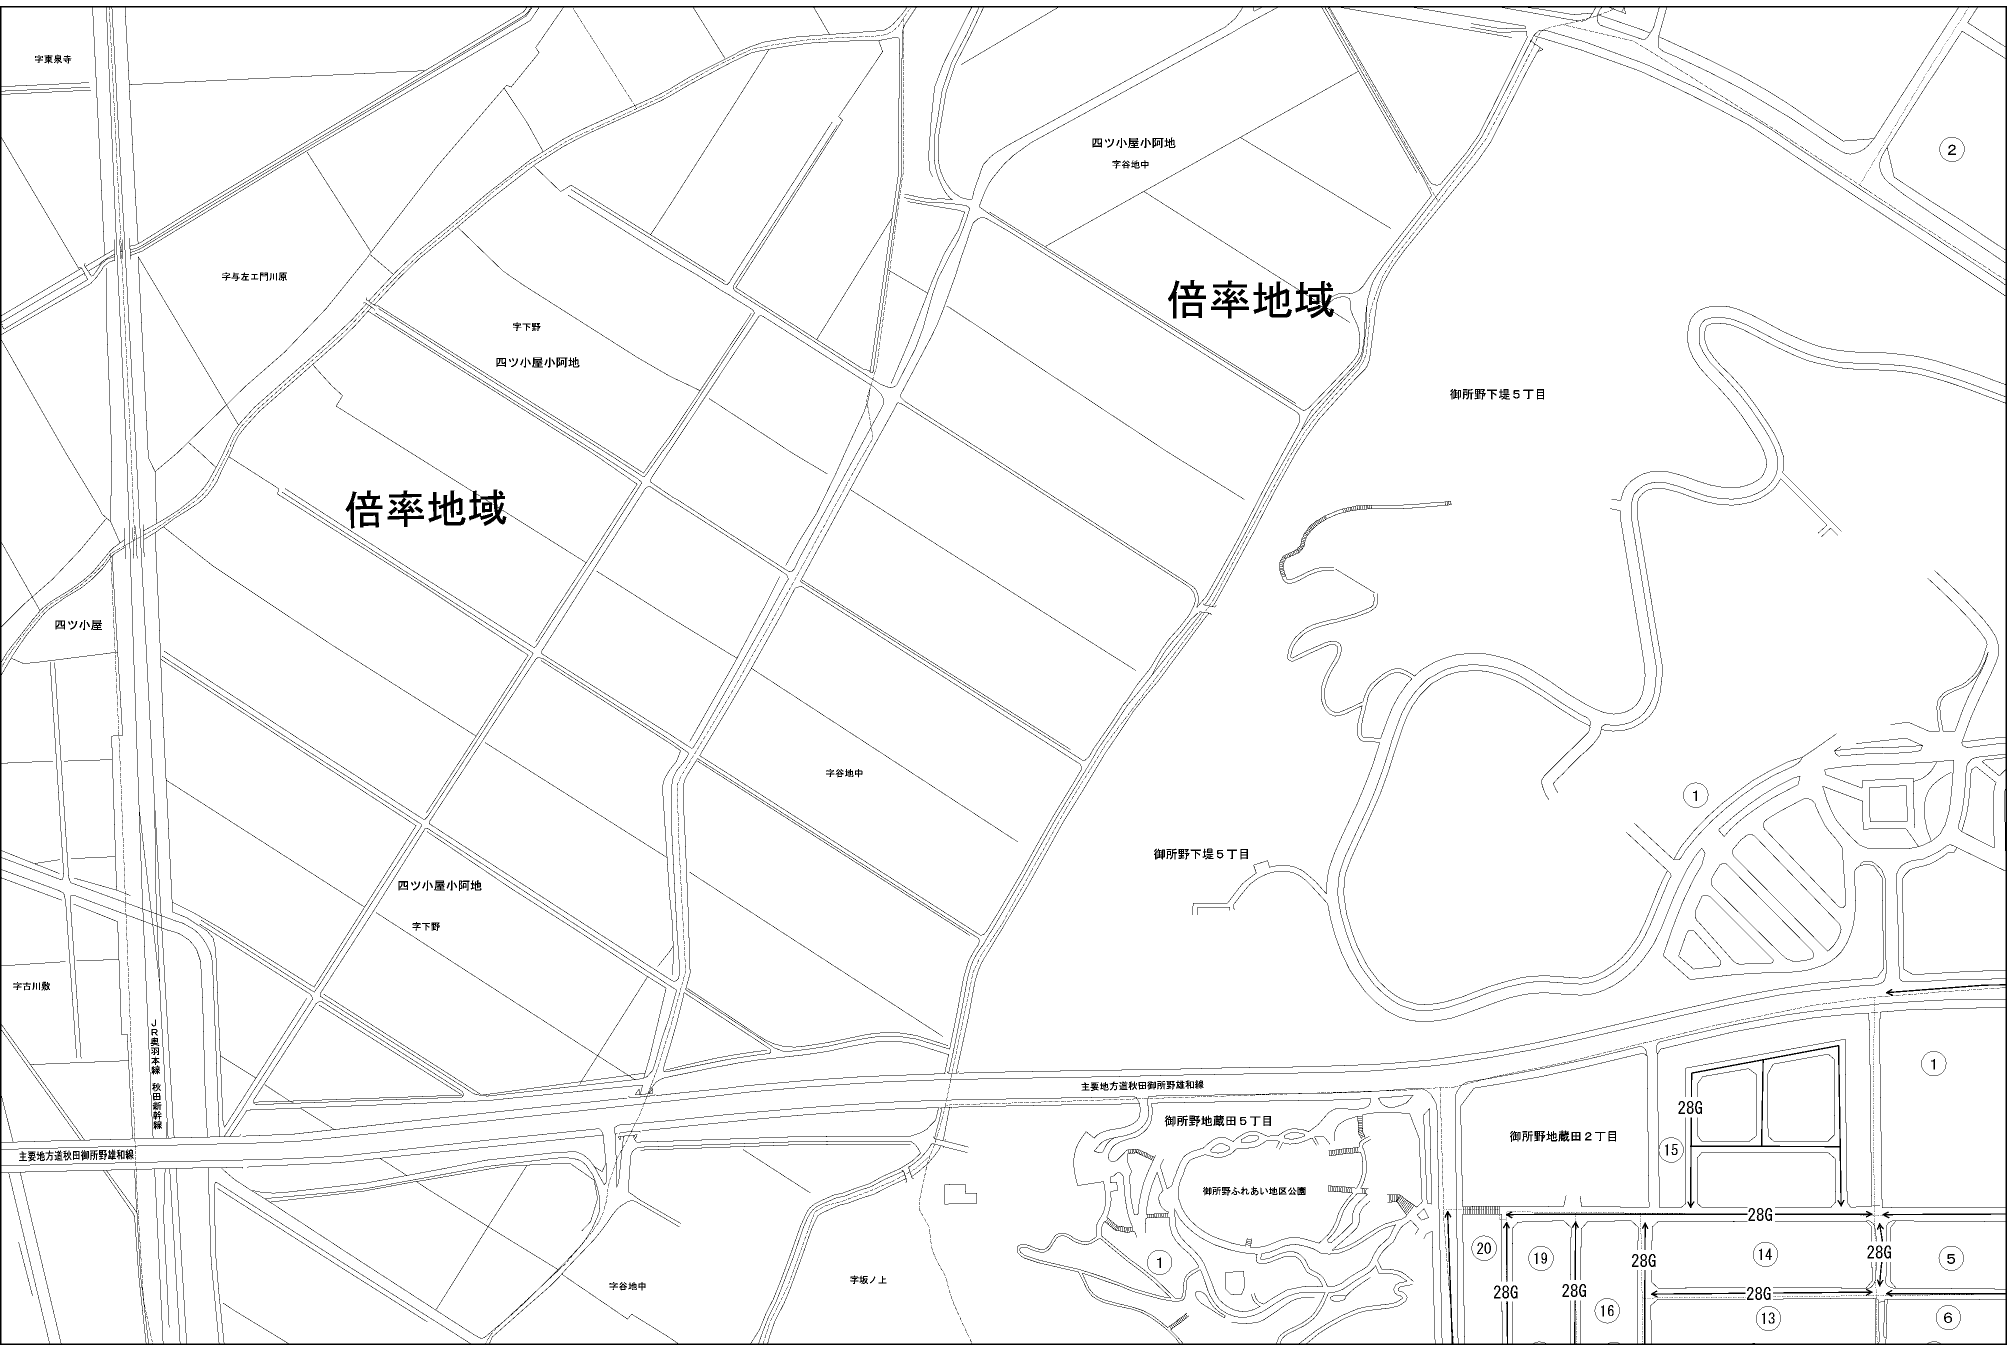 字東泉寺
四ツ小屋小阿地
字谷地中
2
字与左エ門川原
倍率地域
字下野
四ツ小屋小阿地
御所野下堤5丁目
倍率地域
四ツ小屋
字谷地中
1
御所野下堤5丁目
四ツ小屋小阿地
字下野
字古川敷
JR奥羽本線 秋田新幹線
1
主要地方道秋田御所野雄和線
28G
御所野地蔵田5丁目
御所野地蔵田2丁目
15
主要地方道秋田御所野雄和線
御所野ふれあい地区公園
28G
20
19
14
28G
5
28G
1
字坂ノ上
字谷地中
28G
28G
28G
16
13
6